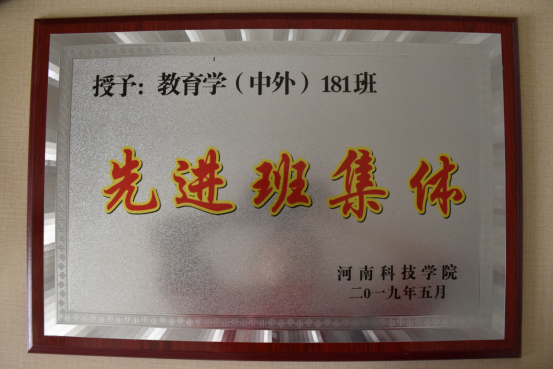 授予：教育学（中外）181班
先进班集体
河南科技学院
二0一九年五月